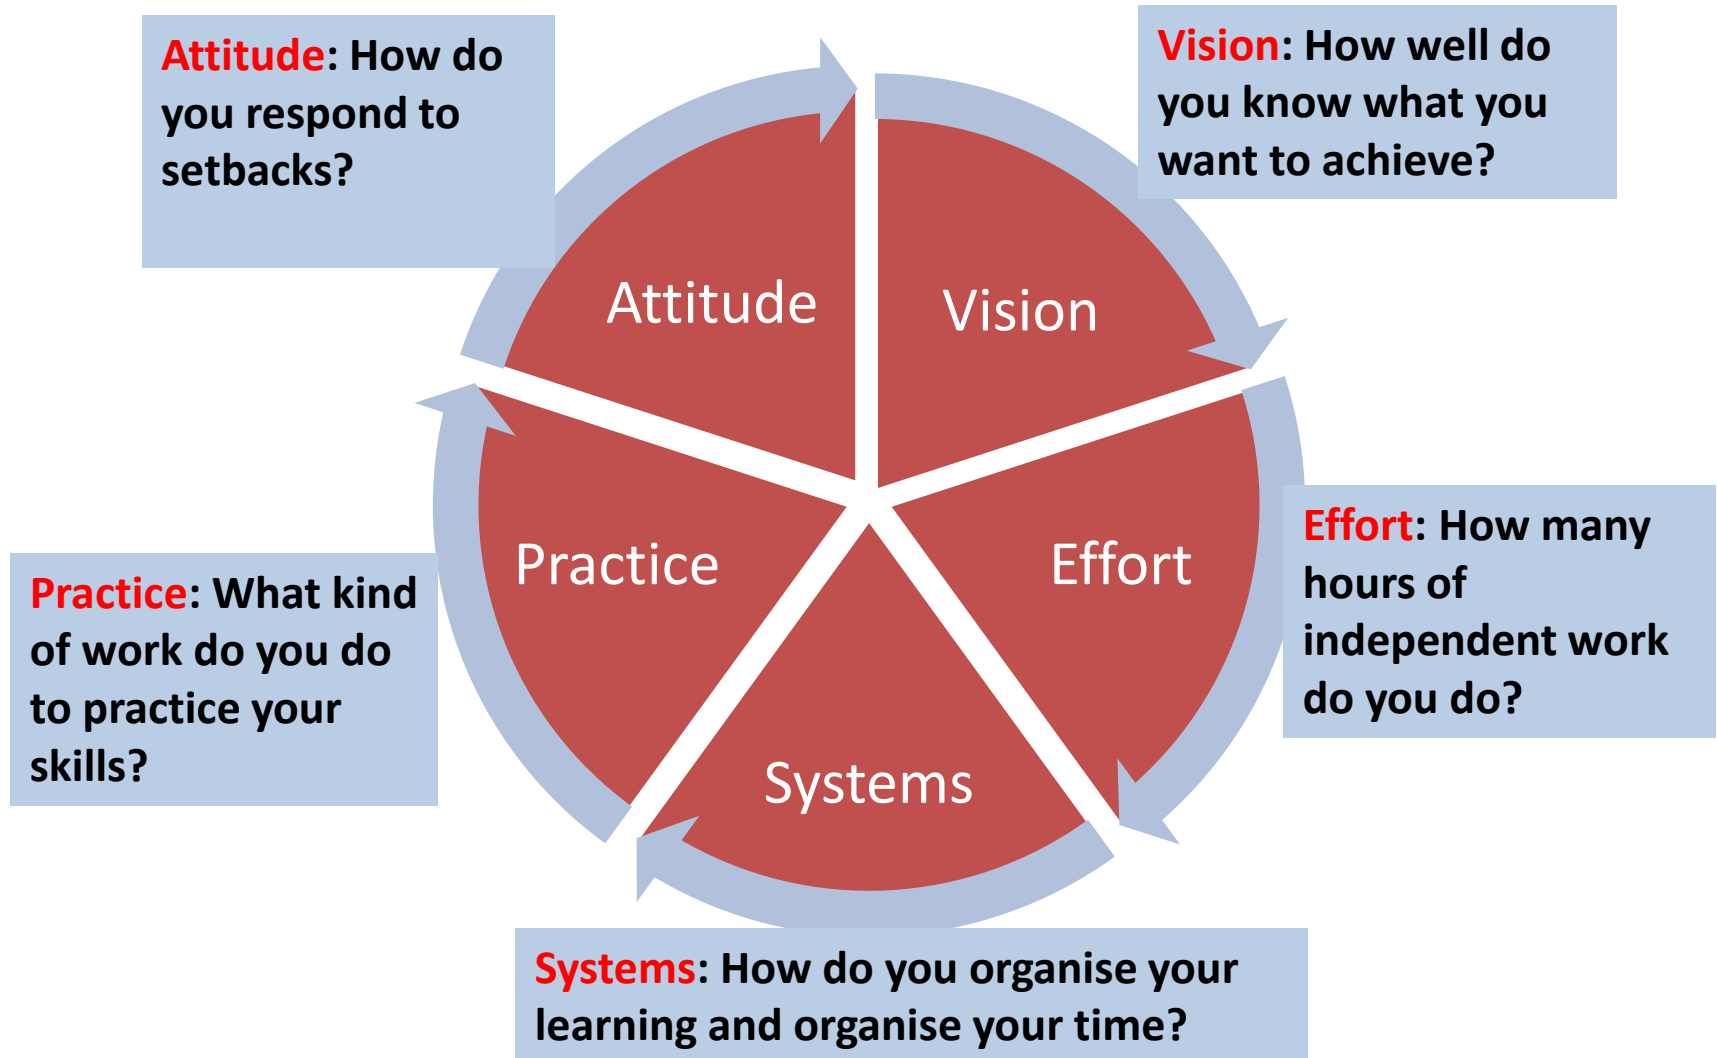 Attitude: How do
you respond to
setbacks?
Vision: How well do
you know what you
want to achieve?
Attitude
Vision
Practice
Effort
Systems
Effort: How many
hours of
independent work
do you do?
Practice: What kind
of work do you do
to practice your
skills?
Systems: How do you organise your
learning and organise your time?